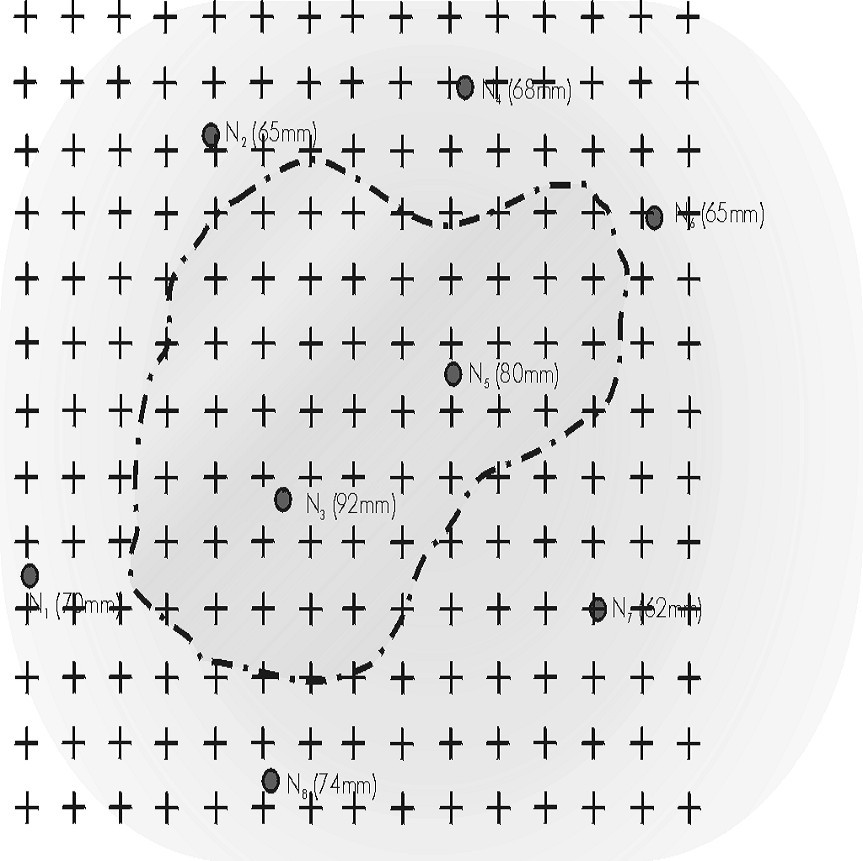 N₄ (68mm)
N₂ (65mm)
N₆ (65mm)
N₅ (80mm)
N₃ (92mm)
N₁ (70mm)
N₇ (62mm)
N₈ (74mm)